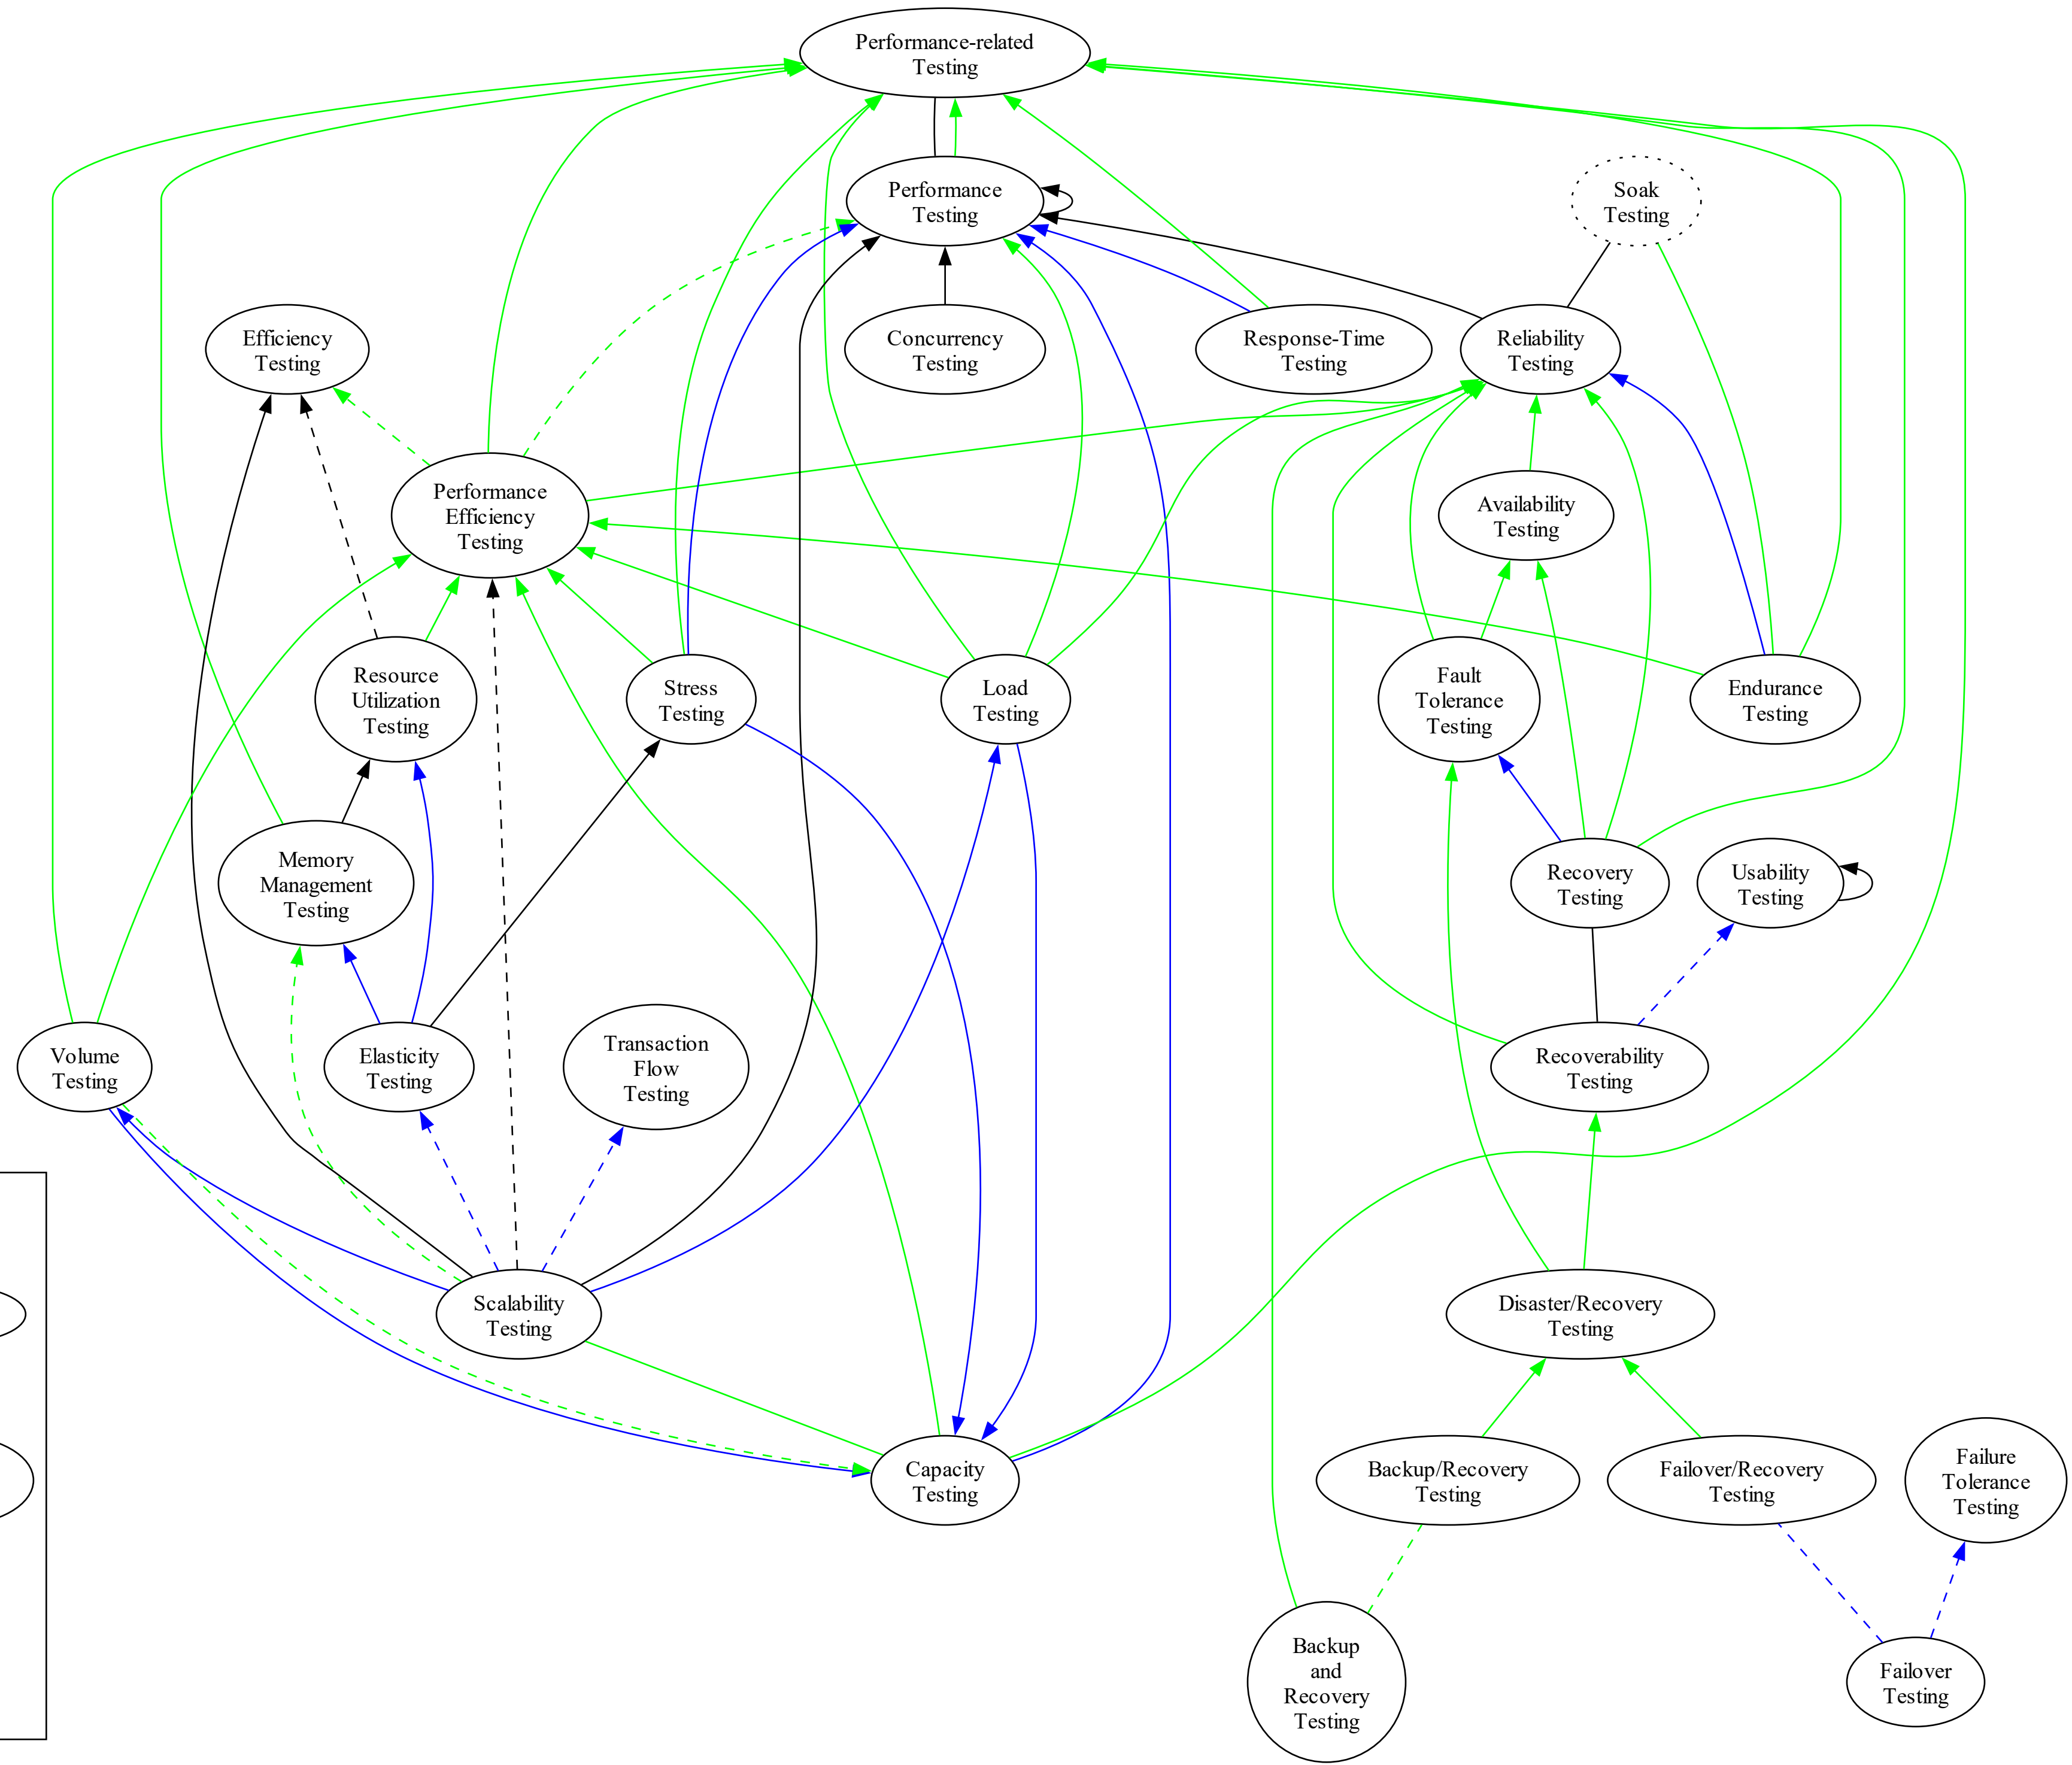 Performance-related
Testing
Performance
Testing
Soak
Testing
Efficiency
Testing
Concurrency
Testing
Response-Time
Testing
Reliability
Testing
Performance
Efficiency
Testing
Availability
Testing
Resource
Utilization
Testing
Stress
Testing
Load
Testing
Fault
Tolerance
Testing
Endurance
Testing
Memory
Management
Testing
Recovery
Testing
Usability
Testing
Volume
Testing
Elasticity
Testing
Transaction
Flow
Testing
Recoverability
Testing
Scalability
Testing
Disaster/Recovery
Testing
Capacity
Testing
Backup/Recovery
Testing
Failover/Recovery
Testing
Failure
Tolerance
Testing
Backup
and
Recovery
Testing
Failover
Testing